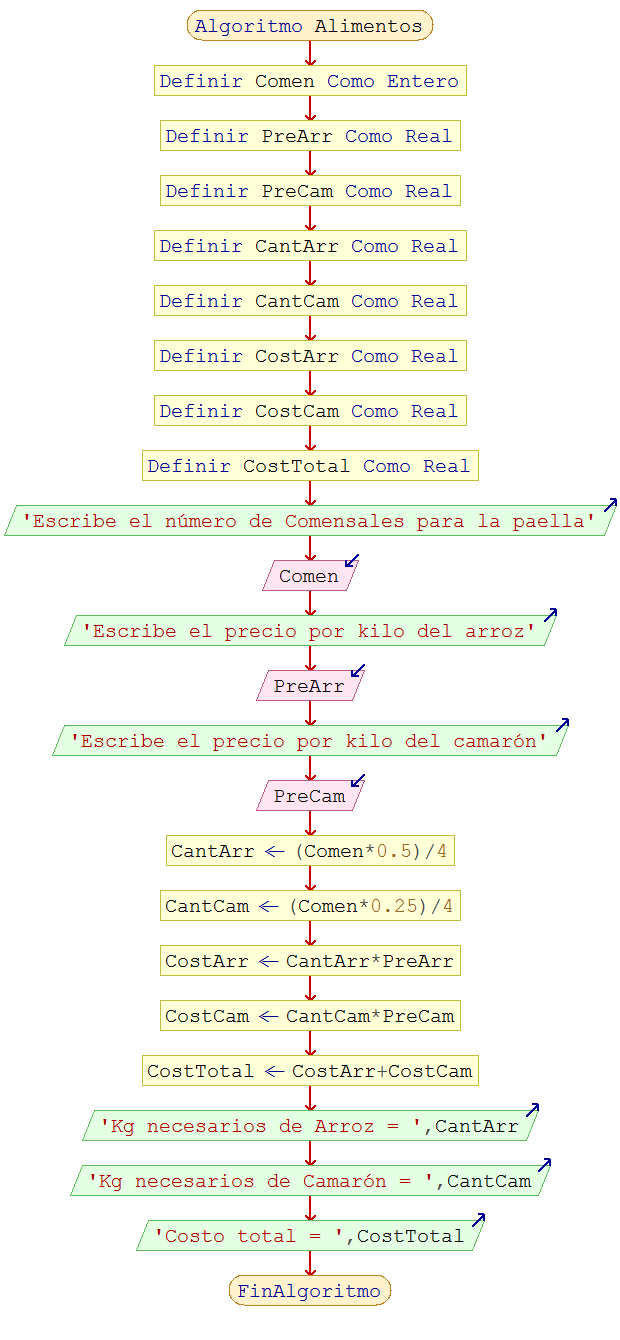 Algoritmo Alimentos
Definir Comen Como Entero
Definir PreArr Como Real
Definir PreCam Como Real
Definir CantArr Como Real
Definir CantCam Como Real
Definir CostArr Como Real
Definir CostCam Como Real
Definir CostTotal Como Real
'Escribe el número de Comensales para la paella'
Comen
'Escribe el precio por kilo del arroz'
PreArr
'Escribe el precio por kilo del camarón'
PreCam
CantArr ← (Comen*0.5)/4
CantCam ← (Comen*0.25)/4
CostArr ← CantArr*PreArr
CostCam ← CantCam*PreCam
CostTotal ← CostArr+CostCam
'Kg necesarios de Arroz = ',CantArr
'Kg necesarios de Camarón = ',CantCam
'Costo total = ',CostTotal
FinAlgoritmo